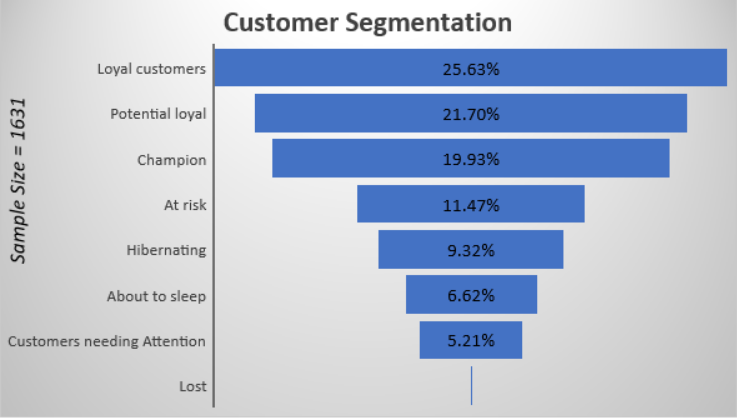 Customer Segmentation
Sample Size = 1631
Loyal customers 25.63%
Potential loyal 21.70%
Champion 19.93%
At risk 11.47%
Hibernating 9.32%
About to sleep 6.62%
Customers needing Attention 5.21%
Lost